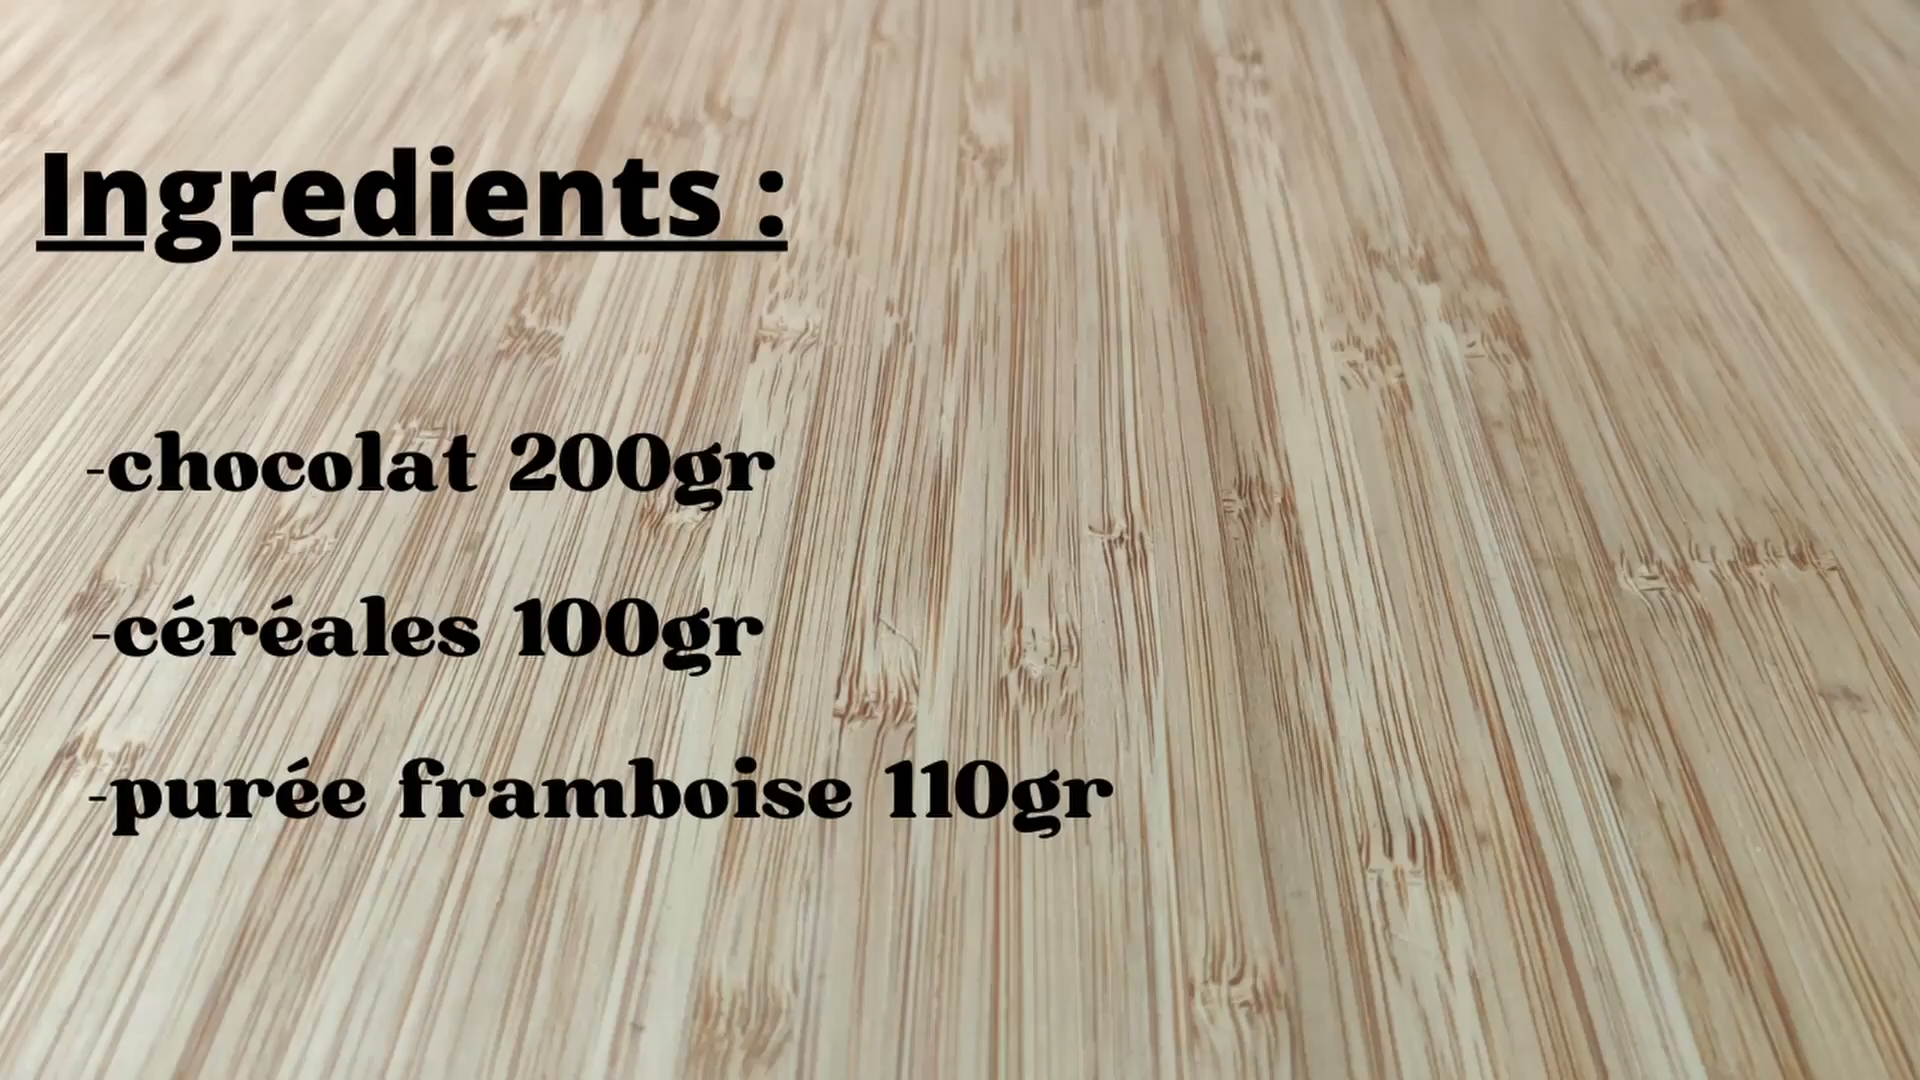 Ingredients :
-chocolat 200gr
-céréales 100gr
-purée framboise 110gr